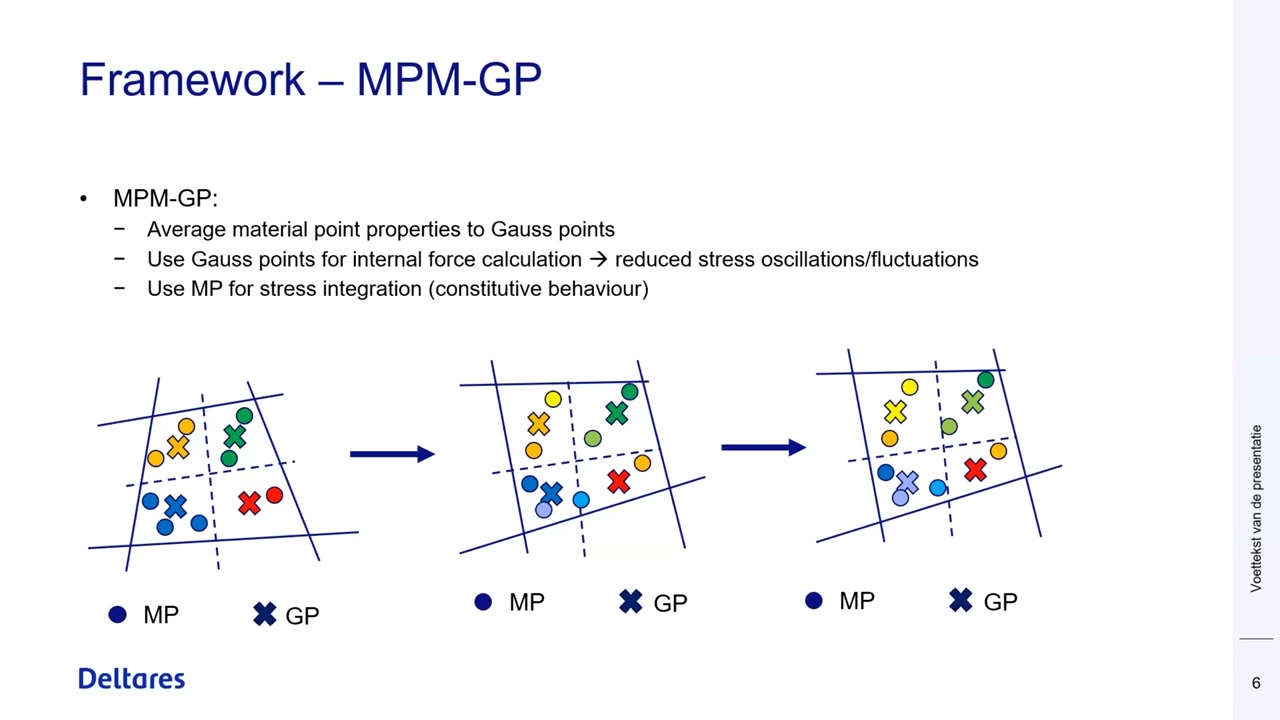 Framework – MPM-GP
• MPM-GP:
− Average material point properties to Gauss points
− Use Gauss points for internal force calculation → reduced stress oscillations/fluctuations
− Use MP for stress integration (constitutive behaviour)
MP GP
MP GP
MP GP
Deltares
Voettekst van de presentatie
6